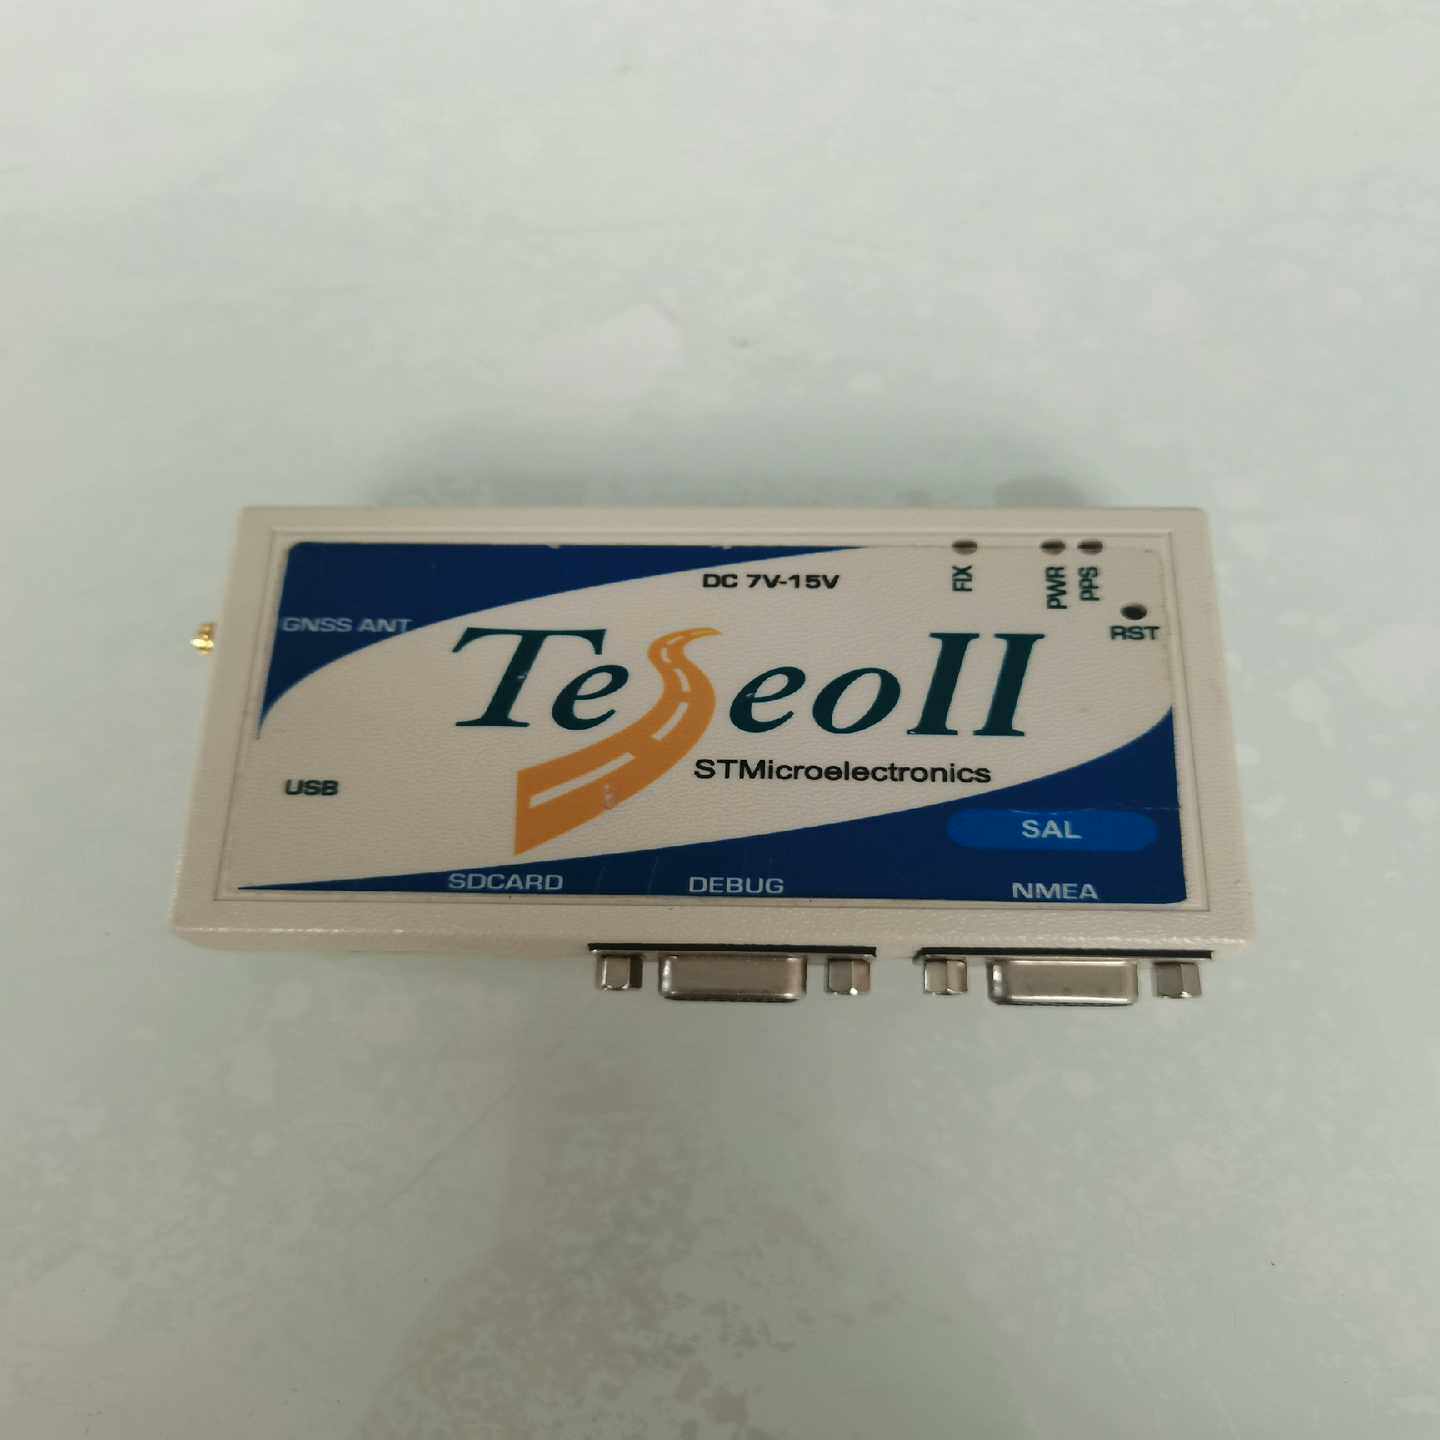 DC 7V-15V
FIX
PWR
PPS
RST
GNSS ANT
TeseoII
STMicroelectronics
USB
SAL
SDCARD
DEBUG
NMEA